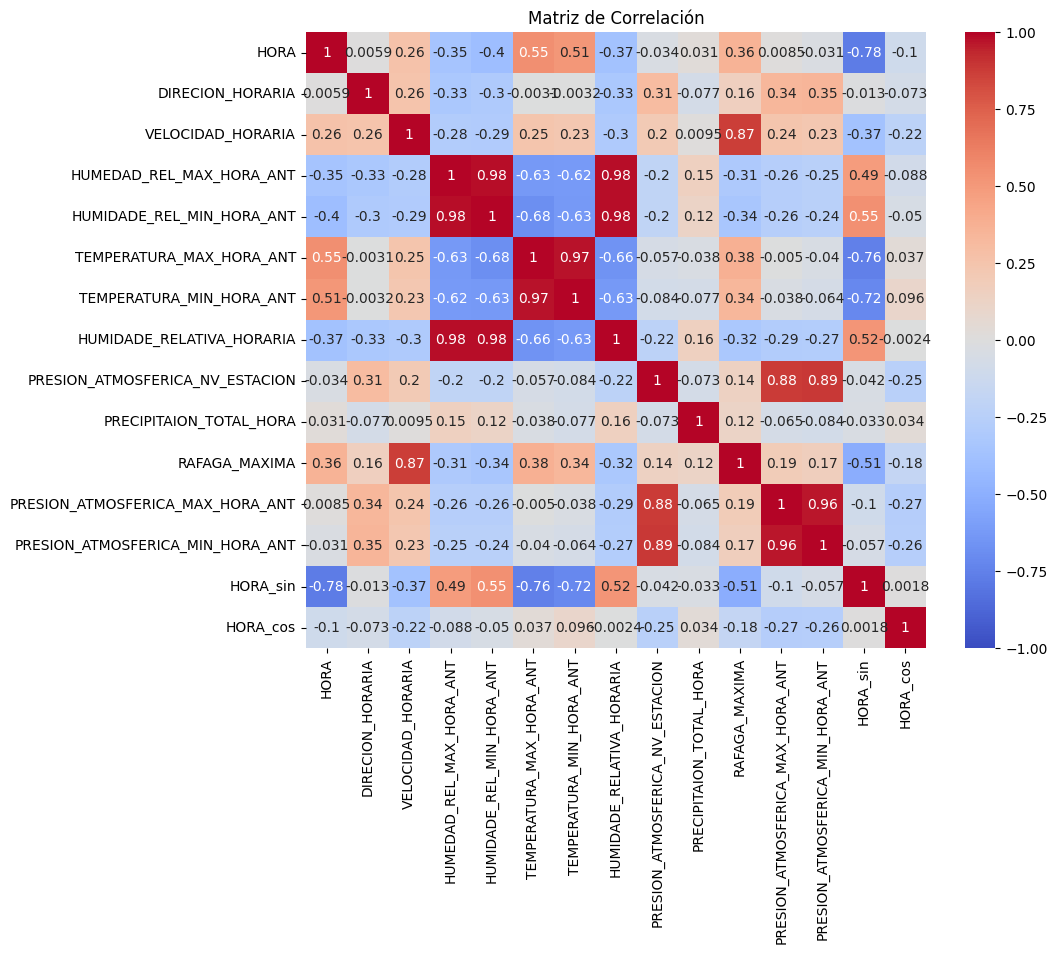 Matriz de Correlación
HORA 1 0.0059 0.26 -0.35 -0.4 0.55 0.51 -0.37 -0.034 0.031 0.36 0.0085 -0.031 -0.78 -0.1
DIRECION_HORARIA 0.0059 1 0.26 -0.33 -0.3 -0.0031 -0.0032 -0.33 0.31 -0.077 0.16 0.34 0.35 -0.013 -0.073
VELOCIDAD_HORARIA 0.26 0.26 1 -0.28 -0.29 0.25 0.23 -0.3 0.2 0.0095 0.87 0.24 0.23 -0.37 -0.22
HUMEDAD_REL_MAX_HORA_ANT -0.35 -0.33 -0.28 1 0.98 -0.63 -0.62 0.98 -0.2 0.15 -0.31 -0.26 -0.25 0.49 -0.088
HUMIDADE_REL_MIN_HORA_ANT -0.4 -0.3 -0.29 0.98 1 -0.68 -0.63 0.98 -0.2 0.12 -0.34 -0.26 -0.24 0.55 -0.05
TEMPERATURA_MAX_HORA_ANT 0.55 -0.0031 0.25 -0.63 -0.68 1 0.97 -0.66 -0.057 -0.038 0.38 -0.005 -0.04 -0.76 0.037
TEMPERATURA_MIN_HORA_ANT 0.51 -0.0032 0.23 -0.62 -0.63 0.97 1 -0.63 -0.084 -0.077 0.34 -0.038 -0.064 -0.72 0.096
HUMIDADE_RELATIVA_HORARIA -0.37 -0.33 -0.3 0.98 0.98 -0.66 -0.63 1 -0.22 0.16 -0.32 -0.29 -0.27 0.52 -0.0024
PRESION_ATMOSFERICA_NV_ESTACION -0.034 0.31 0.2 -0.2 -0.2 -0.057 -0.084 -0.22 1 -0.073 0.14 0.88 0.89 -0.042 -0.25
PRECIPITAION_TOTAL_HORA 0.031 -0.077 0.0095 0.15 0.12 -0.038 -0.077 0.16 -0.073 1 0.12 -0.065 -0.084 -0.033 0.034
RAFAGA_MAXIMA 0.36 0.16 0.87 -0.31 -0.34 0.38 0.34 -0.32 0.14 0.12 1 0.19 0.17 -0.51 -0.18
PRESION_ATMOSFERICA_MAX_HORA_ANT 0.0085 0.34 0.24 -0.26 -0.26 -0.005 -0.038 -0.29 0.88 -0.065 0.19 1 0.96 -0.1 -0.27
PRESION_ATMOSFERICA_MIN_HORA_ANT -0.031 0.35 0.23 -0.25 -0.24 -0.04 -0.064 -0.27 0.89 -0.084 0.17 0.96 1 -0.057 -0.26
HORA_sin -0.78 -0.013 -0.37 0.49 0.55 -0.76 -0.72 0.52 -0.042 -0.033 -0.51 -0.1 -0.057 1 0.0018
HORA_cos -0.1 -0.073 -0.22 -0.088 -0.05 0.037 0.096 -0.0024 -0.25 0.034 -0.18 -0.27 -0.26 0.0018 1
HORA
DIRECION_HORARIA
VELOCIDAD_HORARIA
HUMEDAD_REL_MAX_HORA_ANT
HUMIDADE_REL_MIN_HORA_ANT
TEMPERATURA_MAX_HORA_ANT
TEMPERATURA_MIN_HORA_ANT
HUMIDADE_RELATIVA_HORARIA
PRESION_ATMOSFERICA_NV_ESTACION
PRECIPITAION_TOTAL_HORA
RAFAGA_MAXIMA
PRESION_ATMOSFERICA_MAX_HORA_ANT
PRESION_ATMOSFERICA_MIN_HORA_ANT
HORA_sin
HORA_cos
1.00
0.75
0.50
0.25
0.00
−0.25
−0.50
−0.75
−1.00